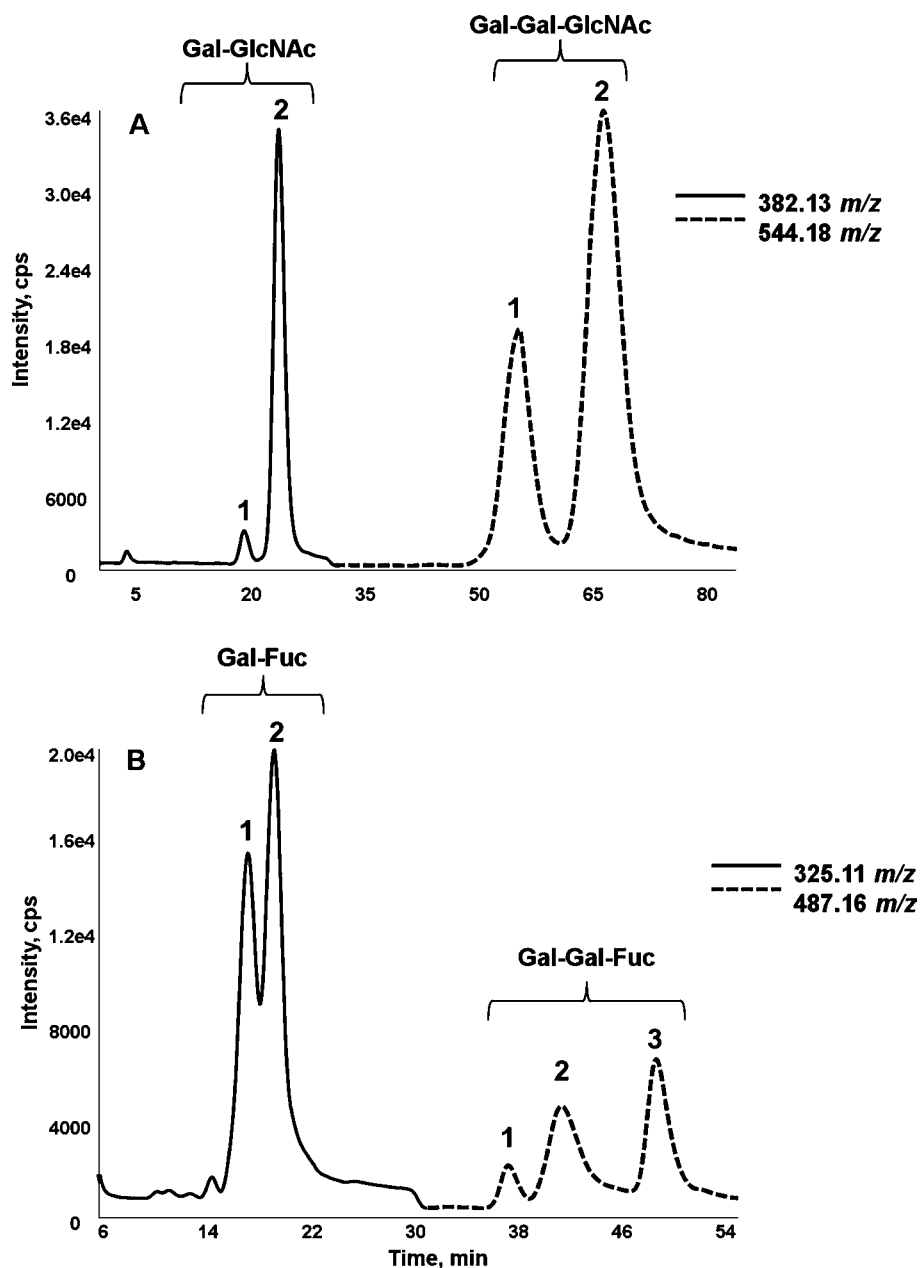 Gal-GlcNAc
Gal-Gal-GlcNAc
A
2
2
1
1
382.13 m/z
544.18 m/z
3.6e4
3.0e4
2.4e4
1.8e4
1.2e4
6000
0
Intensity, cps
5 20 35 50 65 80
Gal-Fuc
B
2
1
325.11 m/z
487.16 m/z
Gal-Gal-Fuc
1
2
3
2.0e4
1.6e4
1.2e4
8000
4000
0
Intensity, cps
6 14 22 30 38 46 54
Time, min